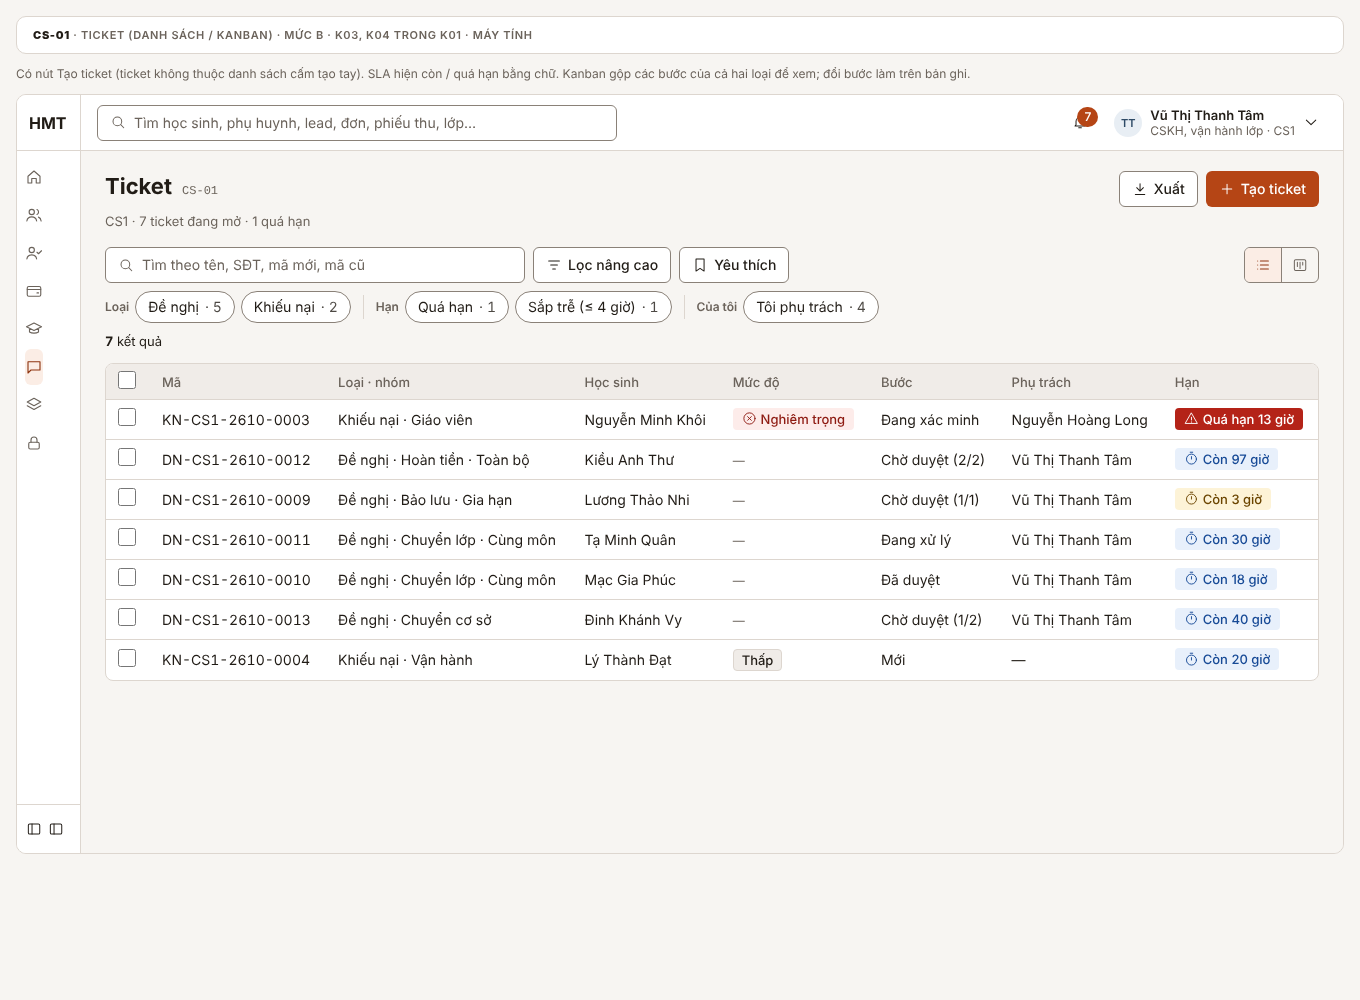 CS-01 · TICKET (DANH SÁCH / KANBAN) · MỨC B · K03, K04 TRONG K01 · MÁY TÍNH
Có nút Tạo ticket (ticket không thuộc danh sách cấm tạo tay). SLA hiện còn / quá hạn bằng chữ. Kanban gộp các bước của cả hai loại để xem; đổi bước làm trên bản ghi.
HMT
Tìm học sinh, phụ huynh, lead, đơn, phiếu thu, lớp...
7
TT
Vũ Thị Thanh Tâm
CSKH, vận hành lớp · CS1
Ticket CS-01
Xuất
Tạo ticket
CS1 · 7 ticket đang mở · 1 quá hạn
Tìm theo tên, SĐT, mã mới, mã cũ
Lọc nâng cao
Yêu thích
Loại Đề nghị · 5 Khiếu nại · 2 Hạn Quá hạn · 1 Sắp trễ (≤ 4 giờ) · 1 Của tôi Tôi phụ trách · 4
7 kết quả
Mã Loại · nhóm Học sinh Mức độ Bước Phụ trách Hạn
KN-CS1-2610-0003 Khiếu nại · Giáo viên Nguyễn Minh Khôi Nghiêm trọng Đang xác minh Nguyễn Hoàng Long Quá hạn 13 giờ
DN-CS1-2610-0012 Đề nghị · Hoàn tiền · Toàn bộ Kiều Anh Thư — Chờ duyệt (2/2) Vũ Thị Thanh Tâm Còn 97 giờ
DN-CS1-2610-0009 Đề nghị · Bảo lưu · Gia hạn Lương Thảo Nhi — Chờ duyệt (1/1) Vũ Thị Thanh Tâm Còn 3 giờ
DN-CS1-2610-0011 Đề nghị · Chuyển lớp · Cùng môn Tạ Minh Quân — Đang xử lý Vũ Thị Thanh Tâm Còn 30 giờ
DN-CS1-2610-0010 Đề nghị · Chuyển lớp · Cùng môn Mạc Gia Phúc — Đã duyệt Vũ Thị Thanh Tâm Còn 18 giờ
DN-CS1-2610-0013 Đề nghị · Chuyển cơ sở Đinh Khánh Vy — Chờ duyệt (1/2) Vũ Thị Thanh Tâm Còn 40 giờ
KN-CS1-2610-0004 Khiếu nại · Vận hành Lý Thành Đạt Thấp Mới — Còn 20 giờ